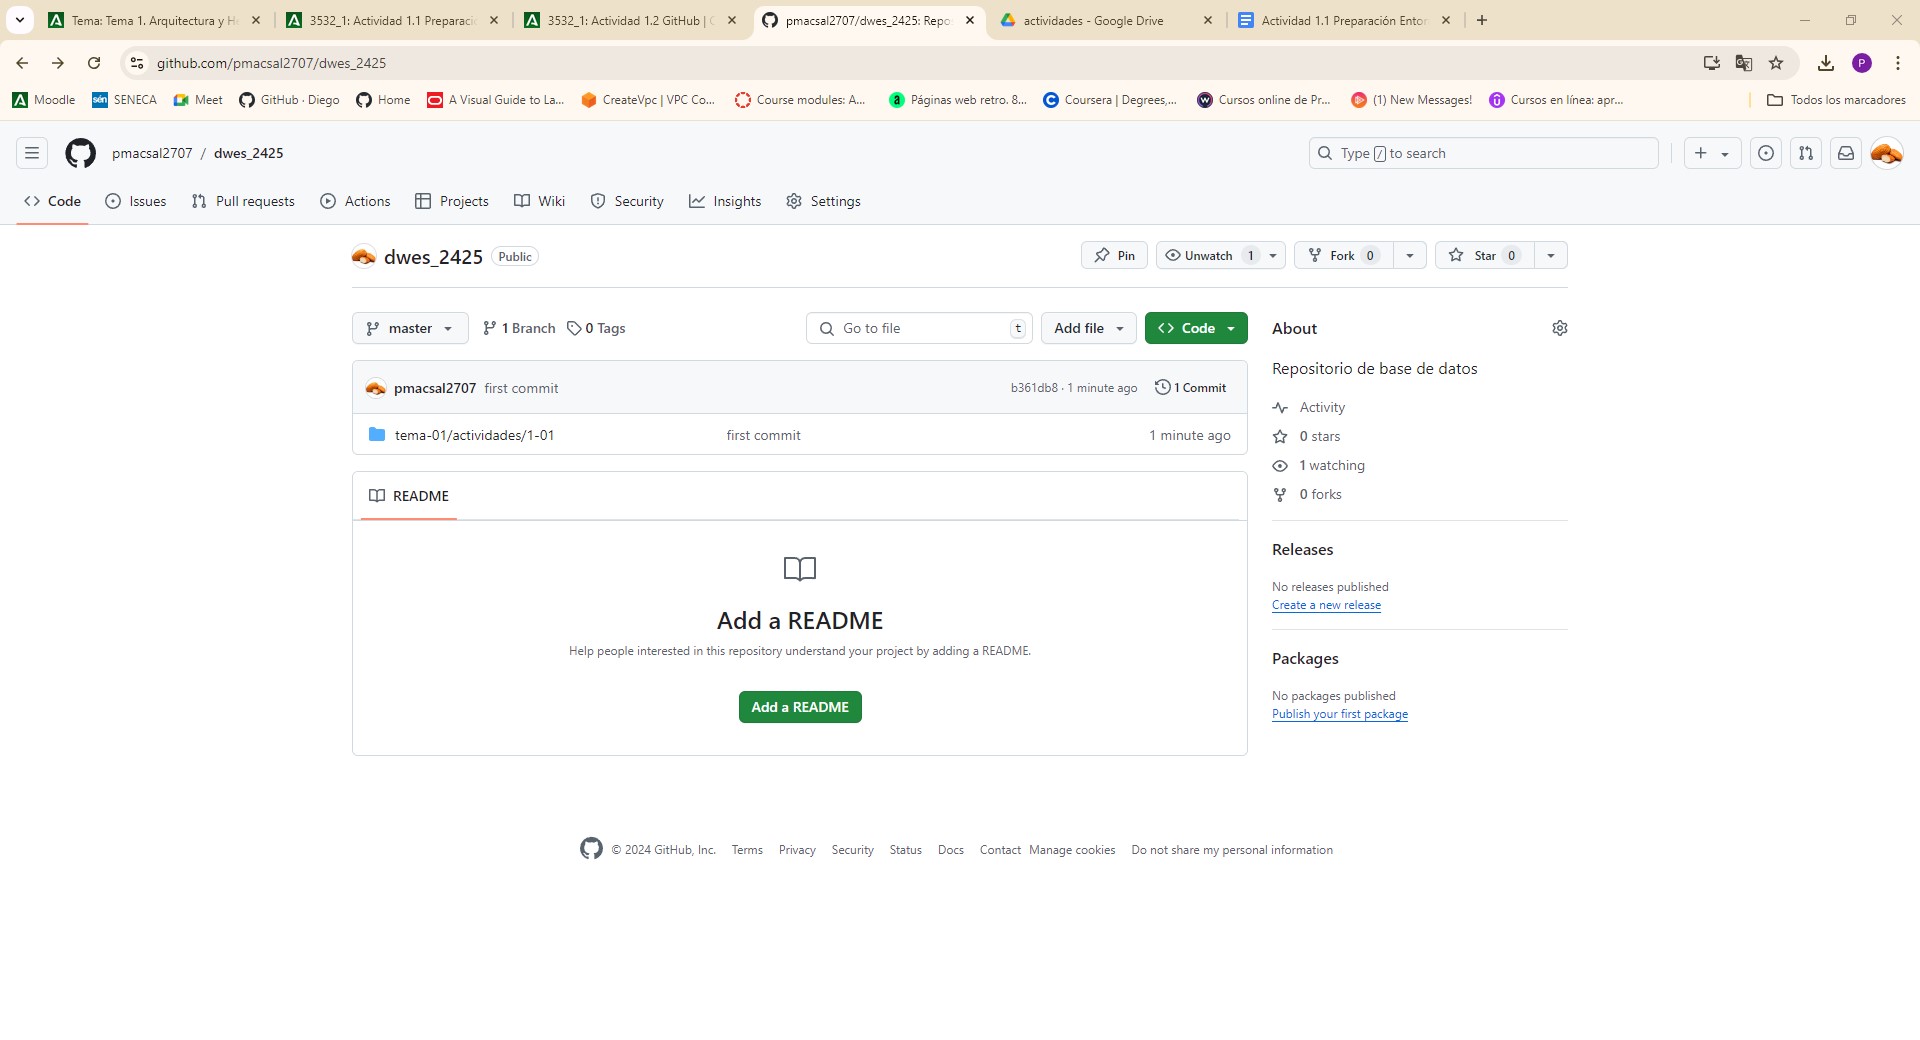 Tema: Tema 1. Arquitectura y He
3532_1: Actividad 1.1 Preparació
3532_1: Actividad 1.2 GitHub | C
pmacsal2707/dwes_2425: Repos
actividades - Google Drive
Actividad 1.1 Preparación Entor
github.com/pmacsal2707/dwes_2425
P
Moodle
sén SENECA
Meet
GitHub · Diego
Home
A Visual Guide to La...
CreateVpc | VPC Co...
Course modules: A...
Páginas web retro. 8...
Coursera | Degrees,...
Cursos online de Pr...
(1) New Messages!
Cursos en línea: apr...
Todos los marcadores
pmacsal2707 / dwes_2425
Type / to search
Code
Issues
Pull requests
Actions
Projects
Wiki
Security
Insights
Settings
dwes_2425 Public
Pin
Unwatch 1
Fork 0
Star 0
master
1 Branch
0 Tags
Go to file t
Add file
Code
pmacsal2707 first commit
b361db8 · 1 minute ago
1 Commit
tema-01/actividades/1-01
first commit
1 minute ago
README
Add a README
Help people interested in this repository understand your project by adding a README.
Add a README
About
Repositorio de base de datos
Activity
0 stars
1 watching
0 forks
Releases
No releases published
Create a new release
Packages
No packages published
Publish your first package
© 2024 GitHub, Inc.
Terms
Privacy
Security
Status
Docs
Contact
Manage cookies
Do not share my personal information